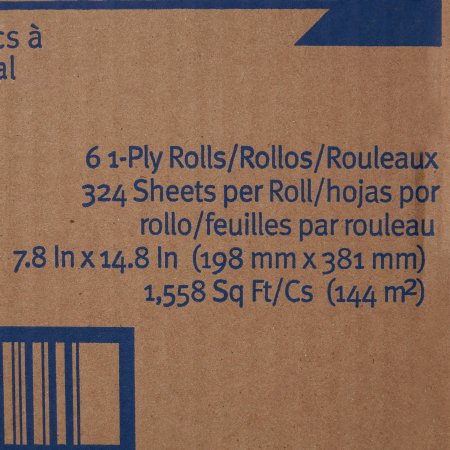 cs à
al
6 1-Ply Rolls/Rollos/Rouleaux
324 Sheets per Roll/hojas por
rollo/feuilles par rouleau
7.8 In x 14.8 In (198 mm x 381 mm)
1,558 Sq Ft/Cs (144 m²)